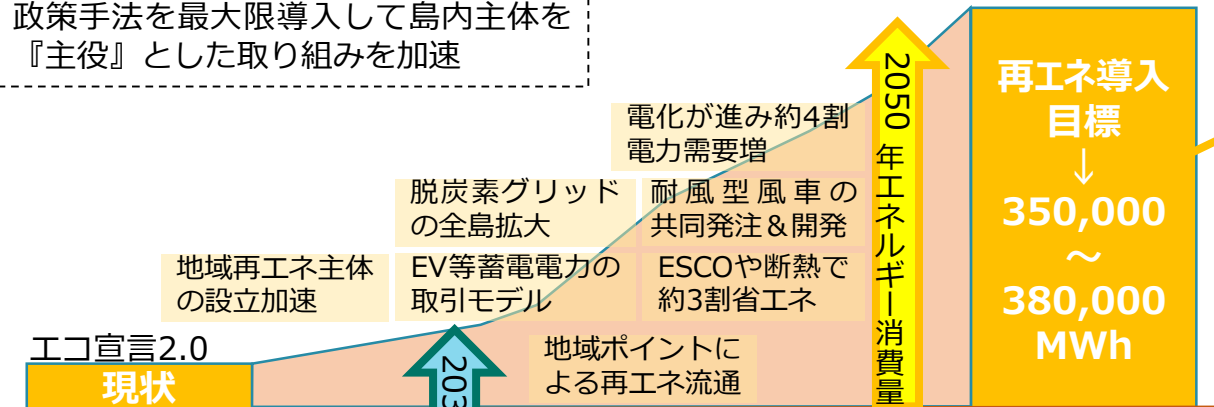 政策手法を最大限導入して島内主体を
『主役』とした取り組みを加速
電化が進み約4割
電力需要増
脱炭素グリッド
の全島拡大
耐風型風車の
共同発注＆開発
地域再エネ主体
の設立加速
EV等蓄電電力の
取引モデル
ESCOや断熱で
約3割省エネ
地域ポイントに
よる再エネ流通
エコ宣言2.0
現状
203
2050年エネルギー消費量
再エネ導入
目標
↓
350,000
～
380,000
MWh